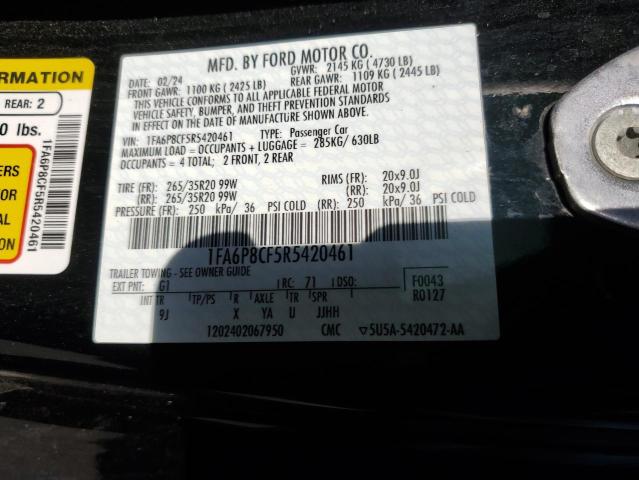 MFD. BY FORD MOTOR CO.
DATE: 02/24 GVWR: 2145 KG ( 4730 LB)
FRONT GAWR: 1100 KG ( 2425 LB) REAR GAWR: 1109 KG ( 2445 LB)
THIS VEHICLE CONFORMS TO ALL APPLICABLE FEDERAL MOTOR
VEHICLE SAFETY, BUMPER, AND THEFT PREVENTION STANDARDS
IN EFFECT ON THE DATE OF MANUFACTURE SHOWN ABOVE.
VIN: 1FA6P8CF5R5420461 TYPE: Passenger Car
MAXIMUM LOAD = OCCUPANTS + LUGGAGE = 285KG/ 630LB
OCCUPANTS = 4 TOTAL; 2 FRONT, 2 REAR
TIRE (FR): 265/35R20 99W RIMS (FR): 20x9.0J
(RR): 265/35R20 99W (RR): 20x9.0J
PRESSURE (FR): 250 kPa/ 36 PSI COLD (RR): 250 kPa/ 36 PSI COLD
1FA6P8CF5R5420461
TRAILER TOWING - SEE OWNER GUIDE
EXT PNT: G1 RC: 71 DSO: F0043
R0127
INT TR TP/PS R AXLE TR SPR
9J X YA U JJHH
1202402067950 CMC ▽5U5A-5420472-AA
ORMATION
REAR: 2
0 lbs.
ERS
TOR
AL
ON
1FA6P8CF5R5420461